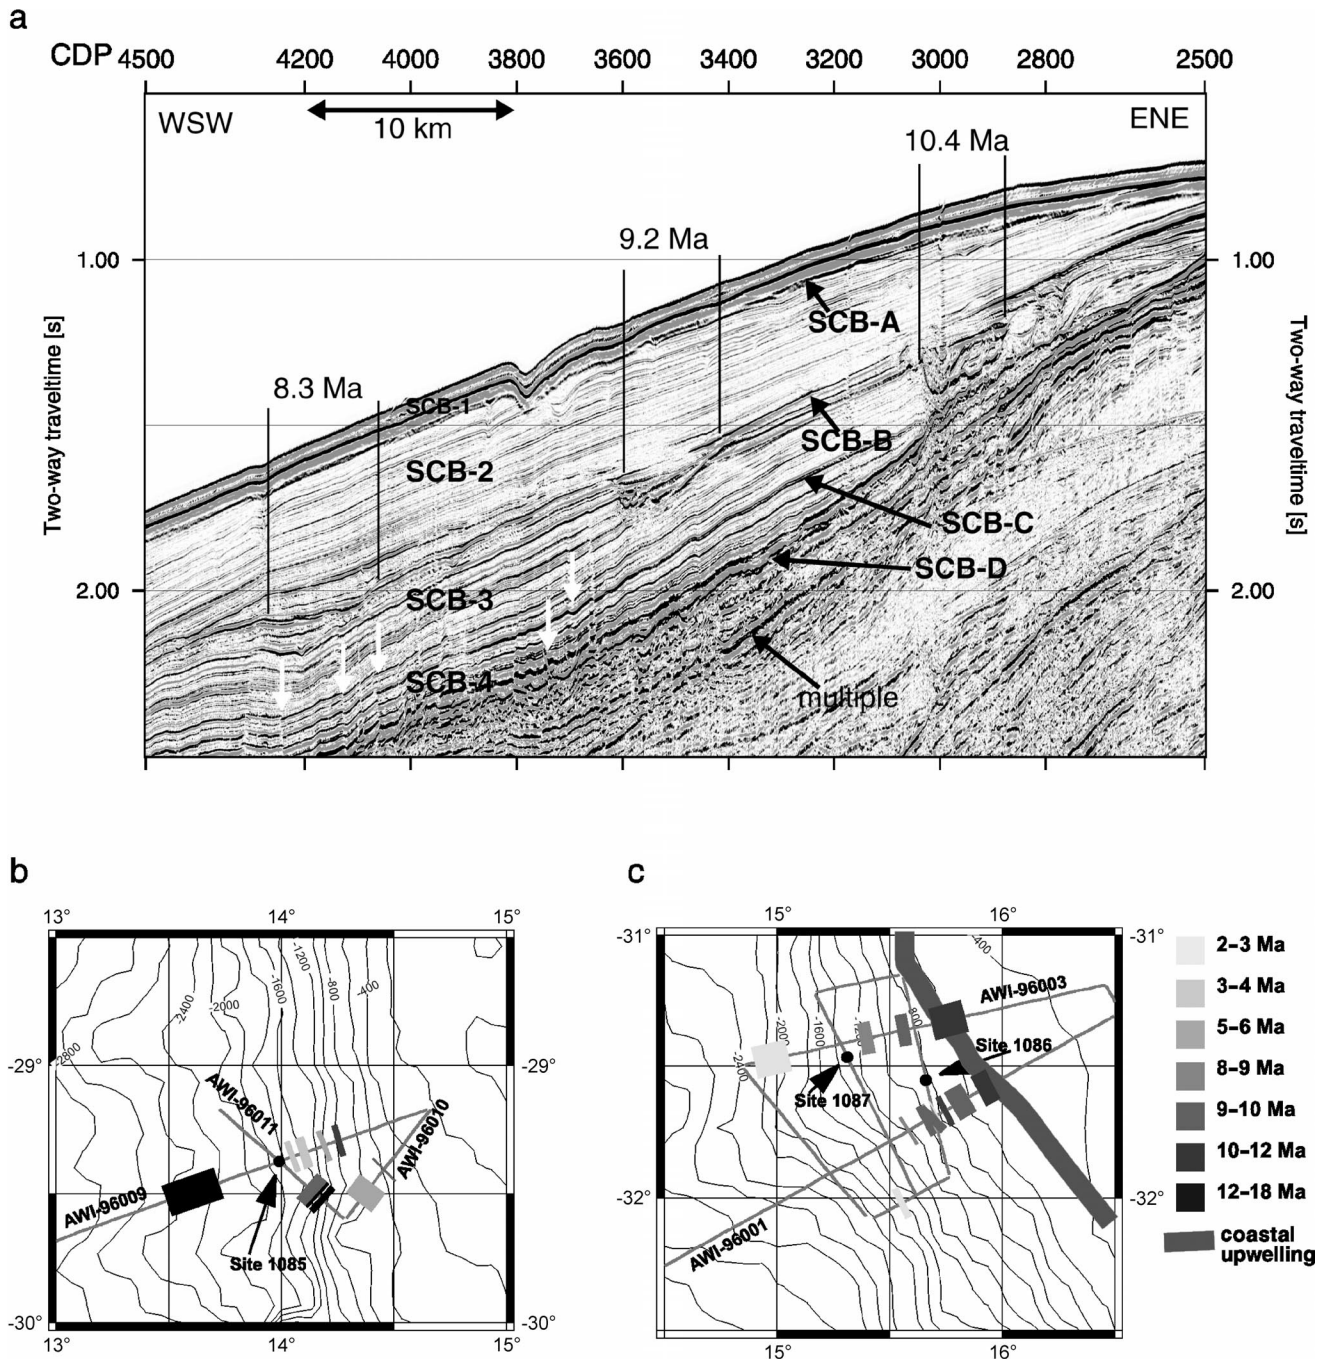 a
CDP 4500 4200 4000 3800 3600 3400 3200 3000 2800 2500
WSW
ENE
10 km
10.4 Ma
9.2 Ma
8.3 Ma
1.00
1.00
2.00
2.00
Two-way traveltime [s]
Two-way traveltime [s]
SCB-A
SCB-1
SCB-B
SCB-2
SCB-C
SCB-D
SCB-3
SCB-4
multiple
b
13° 14° 15°
-29°
-29°
-30°
-30°
13° 14° 15°
-2800
-2400
-2000
-1600
-1200
-800
-400
AWI-96011
AWI-96010
AWI-96009
Site 1085
c
15° 16°
-31°
-31°
-32°
-32°
15° 16°
-400
-800
-1600
-2000
-2400
AWI-96003
Site 1086
Site 1087
AWI-96001
2–3 Ma
3–4 Ma
5–6 Ma
8–9 Ma
9–10 Ma
10–12 Ma
12–18 Ma
coastal
upwelling